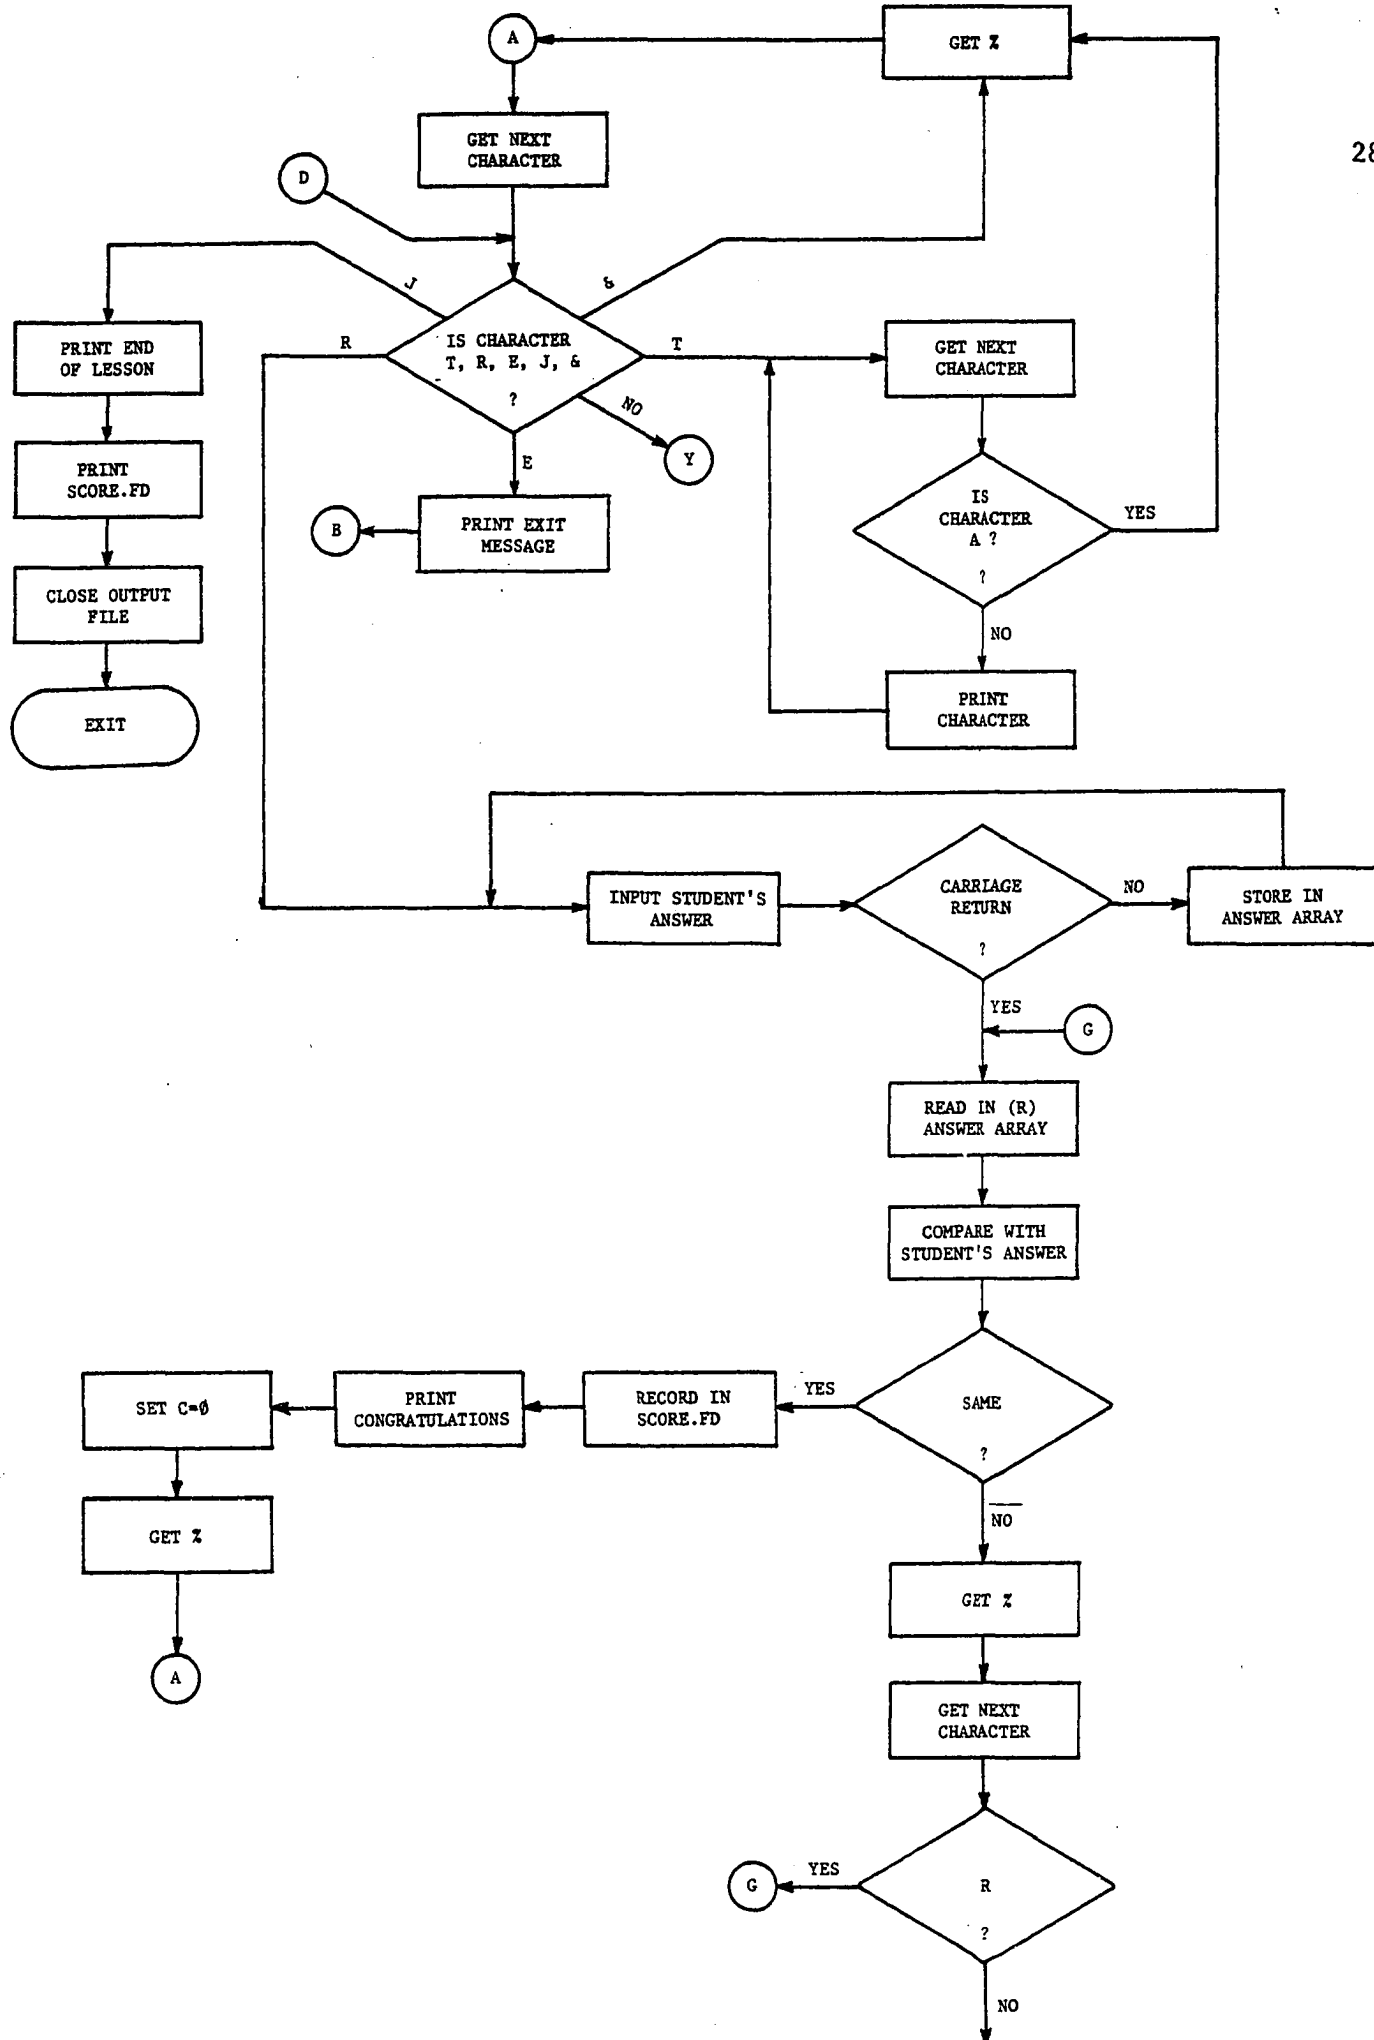 A
GET %
GET NEXT
CHARACTER
28
D
J
&
PRINT END
OF LESSON
R
IS CHARACTER
T, R, E, J, &
?
T
GET NEXT
CHARACTER
NO
Y
E
PRINT
SCORE.FD
B
PRINT EXIT
MESSAGE
IS
CHARACTER
A ?
?
YES
CLOSE OUTPUT
FILE
NO
EXIT
PRINT
CHARACTER
INPUT STUDENT'S
ANSWER
CARRIAGE
RETURN
?
NO
STORE IN
ANSWER ARRAY
YES
G
READ IN (R)
ANSWER ARRAY
COMPARE WITH
STUDENT'S ANSWER
SET C=Ø
PRINT
CONGRATULATIONS
RECORD IN
SCORE.FD
YES
SAME
?
NO
GET %
GET %
A
GET NEXT
CHARACTER
G
YES
R
?
NO